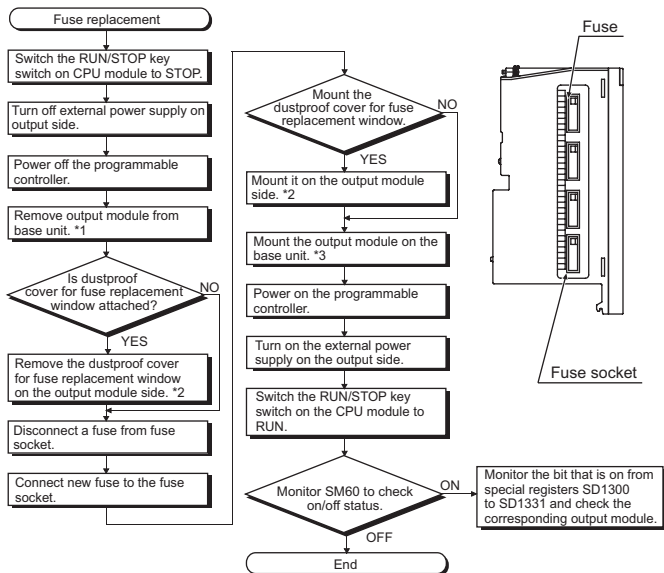 Fuse replacement
Switch the RUN/STOP key
switch on CPU module to STOP.
Turn off external power supply on
output side.
Power off the programmable
controller.
Remove output module from
base unit. *1
Is dustproof
cover for fuse replacement
window attached?
NO
YES
Remove the dustproof cover
for fuse replacement window
on the output module side. *2
Disconnect a fuse from fuse
socket.
Connect new fuse to the fuse
socket.
Mount the
dustproof cover for fuse
replacement window.
NO
YES
Mount it on the output module
side. *2
Mount the output module on the
base unit. *3
Power on the programmable
controller.
Turn on the external power
supply on the output side.
Switch the RUN/STOP key
switch on the CPU module to
RUN.
Monitor SM60 to check
on/off status.
ON
OFF
Monitor the bit that is on from
special registers SD1300
to SD1331 and check the
corresponding output module.
End
Fuse
Fuse socket